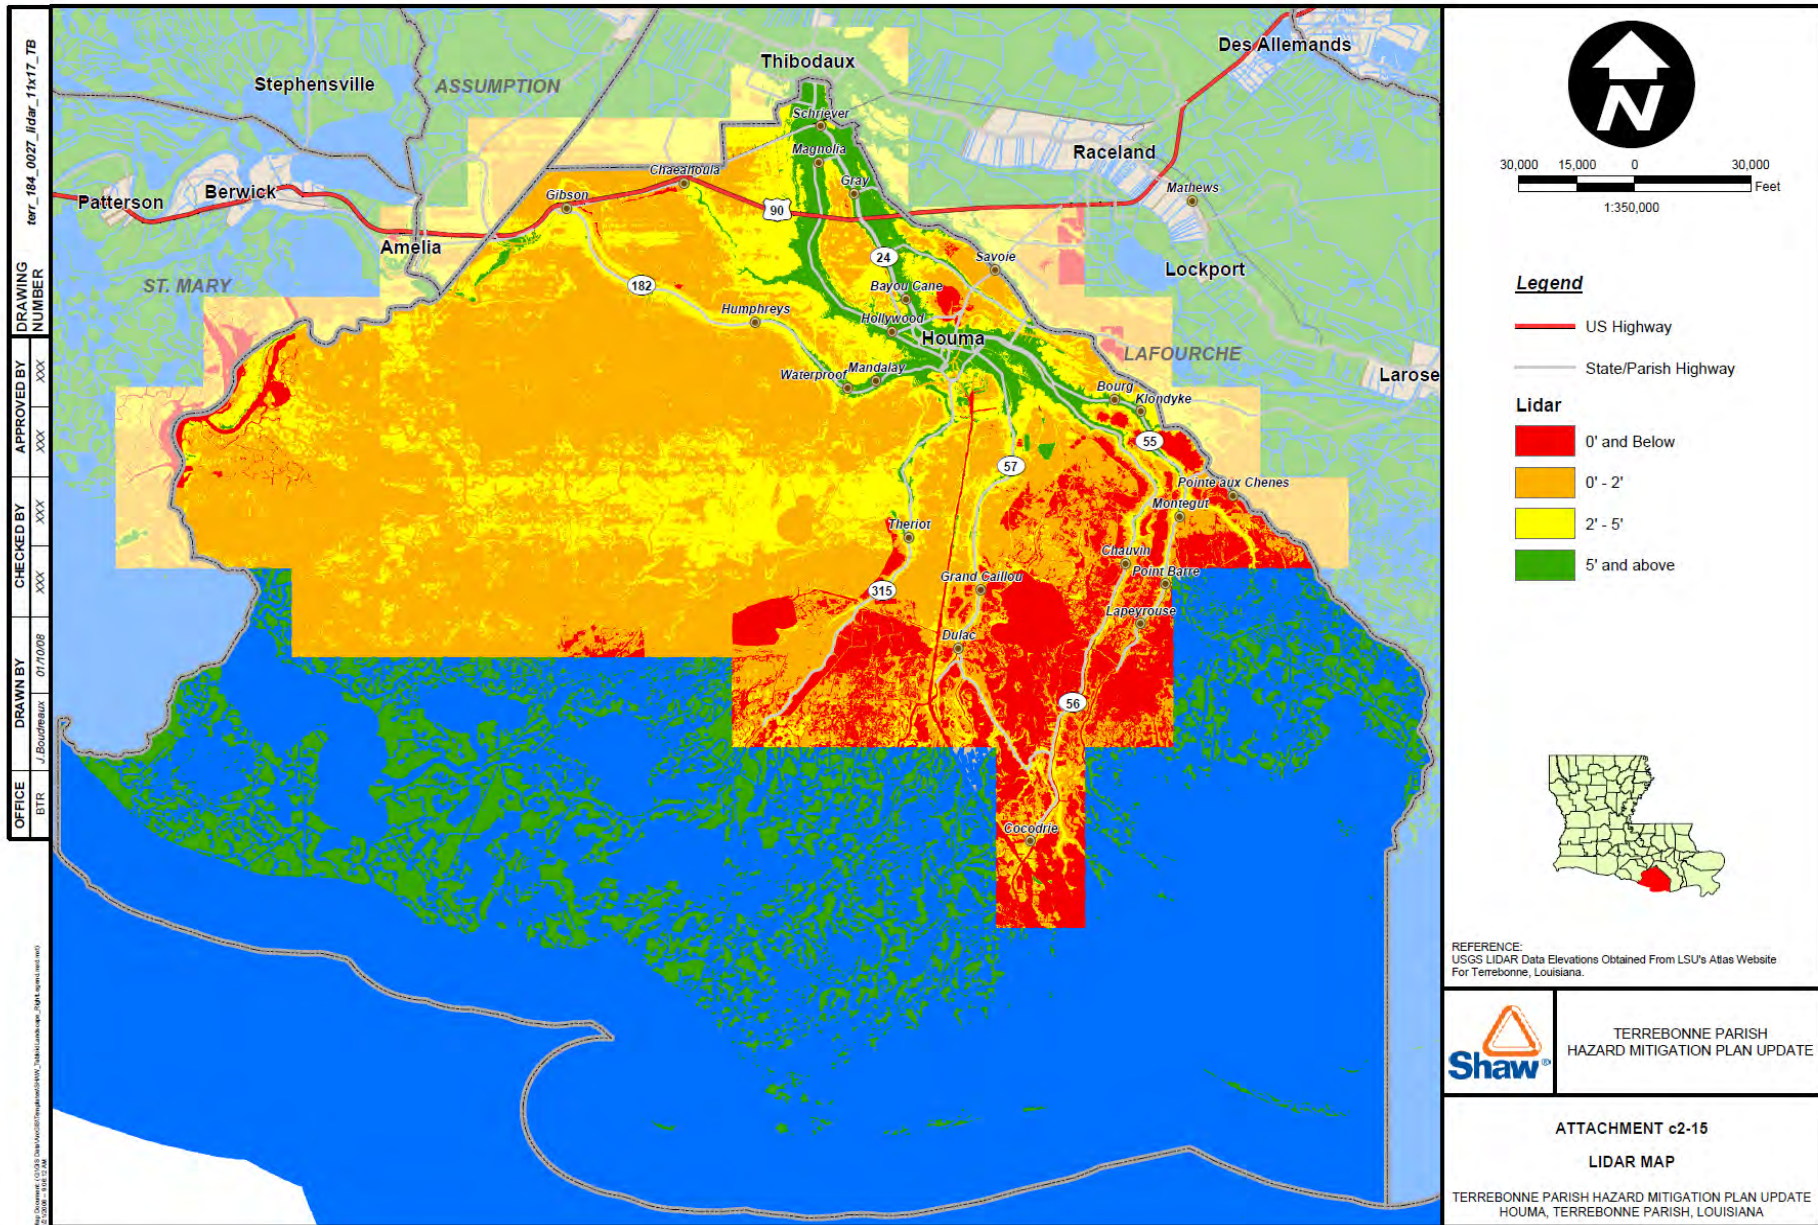 terr_184_0027_lidar_11x17_TB
DRAWING
NUMBER
APPROVED BY
XXX
XXX
CHECKED BY
XXX
XXX
DRAWN BY
J.Boudreaux
01/10/08
OFFICE
BTR
Thibodaux
Des Allemands
Stephensville
ASSUMPTION
Schriever
Raceland
Magnolia
Chacahoula
Gray
Mathews
Gibson
Berwick
Patterson
90
Amelia
24
Savoie
Lockport
182
ST. MARY
Bayou Cane
Humphreys
Hollywood
Houma
LAFOURCHE
Waterproof
Mandalay
Larose
Bourg
Klondyke
55
57
Pointe aux Chenes
Montegut
Theriot
Chauvin
Point Barre
Grand Caillou
315
Lapeyrouse
Dulac
56
Cocodrie
N
30,000
15,000
0
30,000
Feet
1:350,000
Legend
US Highway
State/Parish Highway
Lidar
0' and Below
0' - 2'
2' - 5'
5' and above
REFERENCE:
USGS LIDAR Data Elevations Obtained From LSU's Atlas Website
For Terrebonne, Louisiana.
Shaw®
TERREBONNE PARISH
HAZARD MITIGATION PLAN UPDATE
ATTACHMENT c2-15
LIDAR MAP
TERREBONNE PARISH HAZARD MITIGATION PLAN UPDATE
HOUMA, TERREBONNE PARISH, LOUISIANA